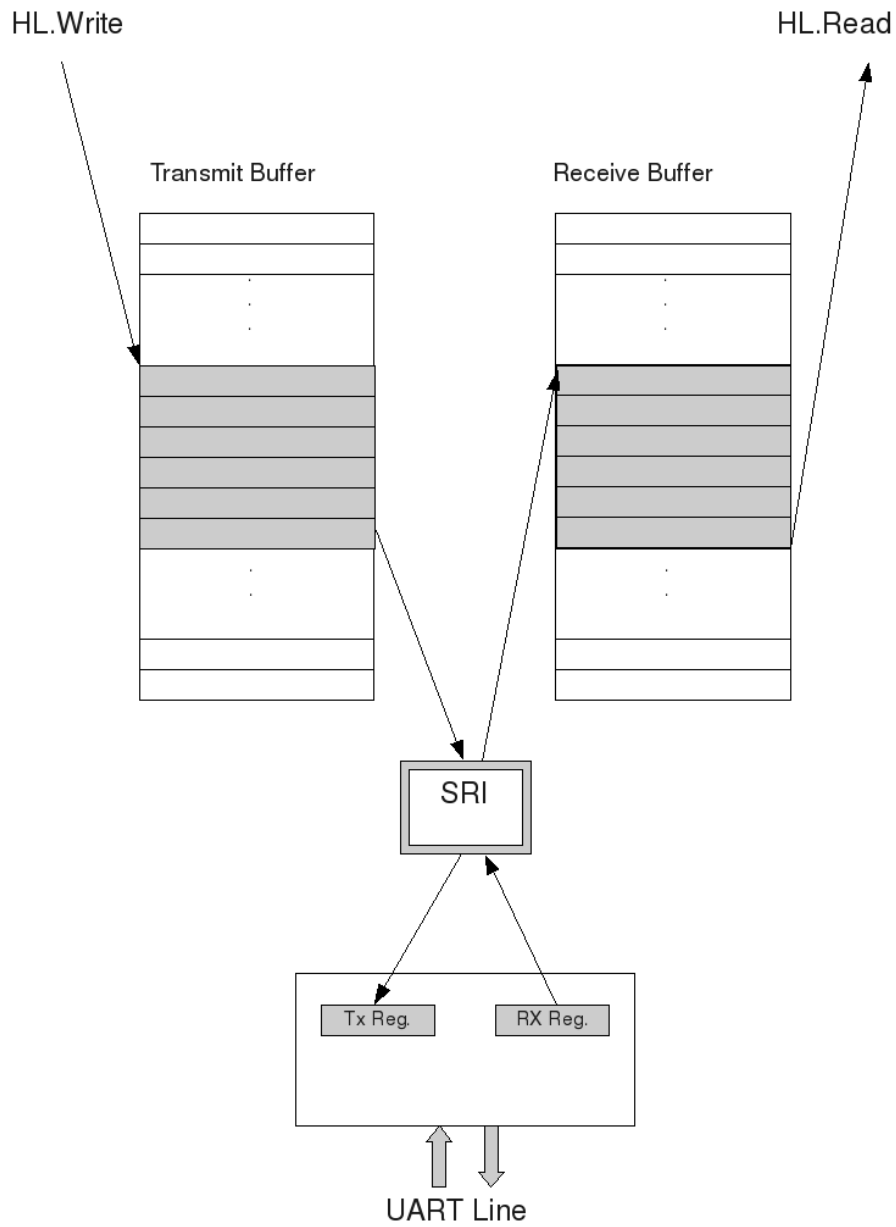 HL.Write
HL.Read
Transmit Buffer
Receive Buffer
SRI
Tx Reg.
RX Reg.
UART Line